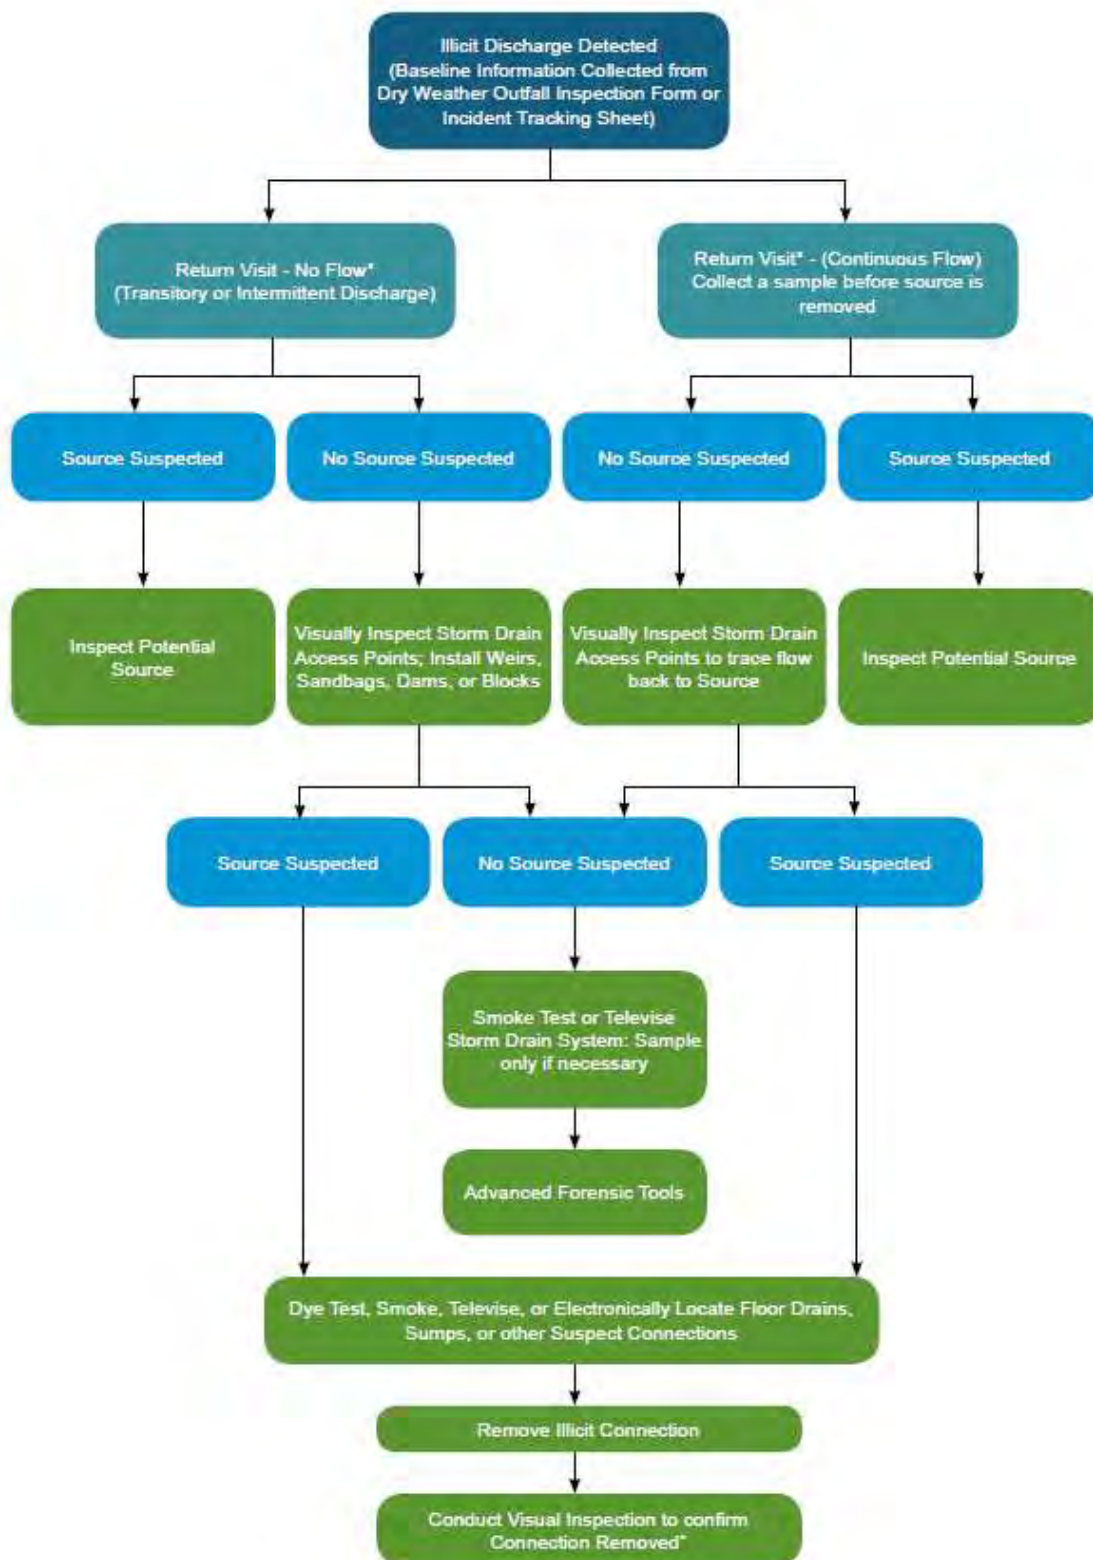 Illicit Discharge Detected
(Baseline Information Collected from
Dry Weather Outfall Inspection Form or
Incident Tracking Sheet)
Return Visit - No Flow*
(Transitory or Intermittent Discharge)
Return Visit* - (Continuous Flow)
Collect a sample before source is
removed
Source Suspected
No Source Suspected
No Source Suspected
Source Suspected
Inspect Potential
Source
Visually Inspect Storm Drain
Access Points; Install Weirs,
Sandbags, Dams, or Blocks
Visually Inspect Storm Drain
Access Points to trace flow
back to Source
Inspect Potential Source
Source Suspected
No Source Suspected
Source Suspected
Smoke Test or Televise
Storm Drain System: Sample
only if necessary
Advanced Forensic Tools
Dye Test, Smoke, Televise, or Electronically Locate Floor Drains,
Sumps, or other Suspect Connections
Remove Illicit Connection
Conduct Visual Inspection to confirm
Connection Removed*